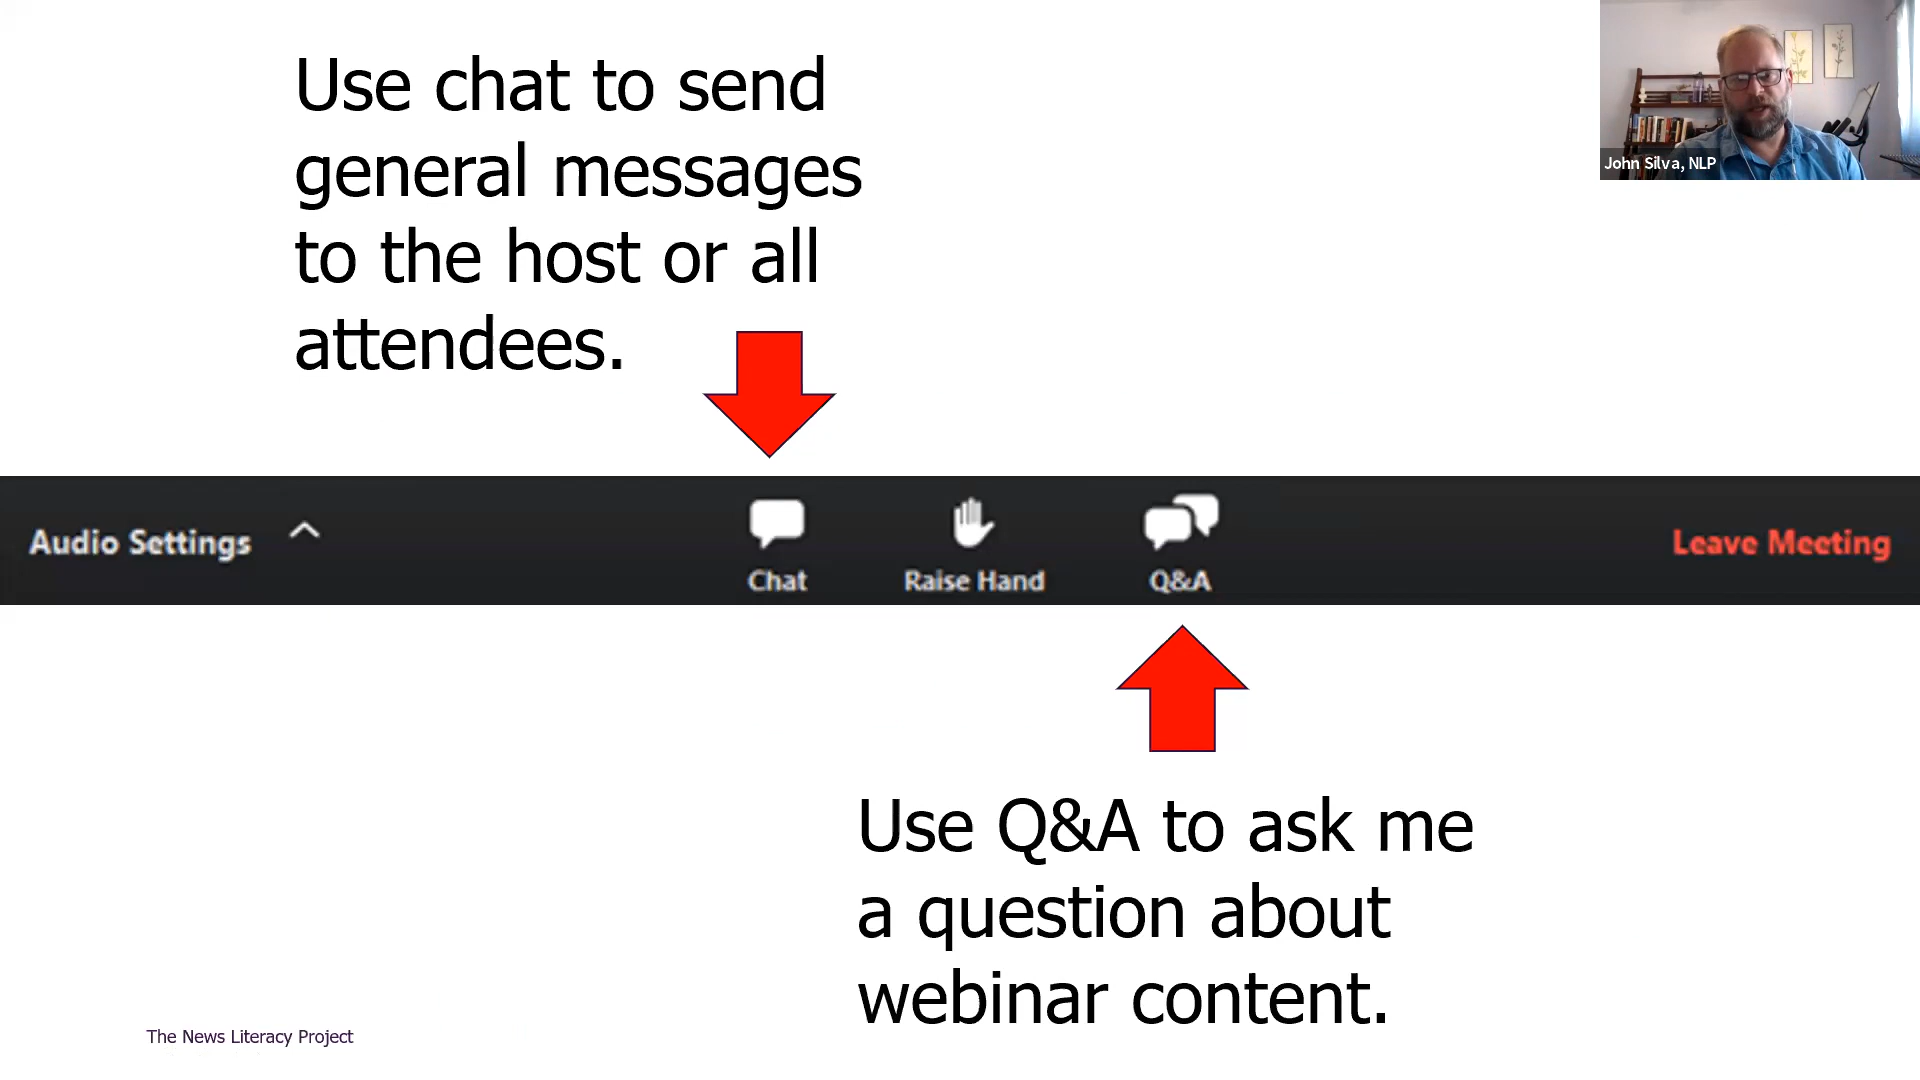 Use chat to send
general messages
to the host or all
attendees.
John Silva, NLP
Audio Settings
Chat
Raise Hand
Q&A
Leave Meeting
Use Q&A to ask me
a question about
webinar content.
The News Literacy Project